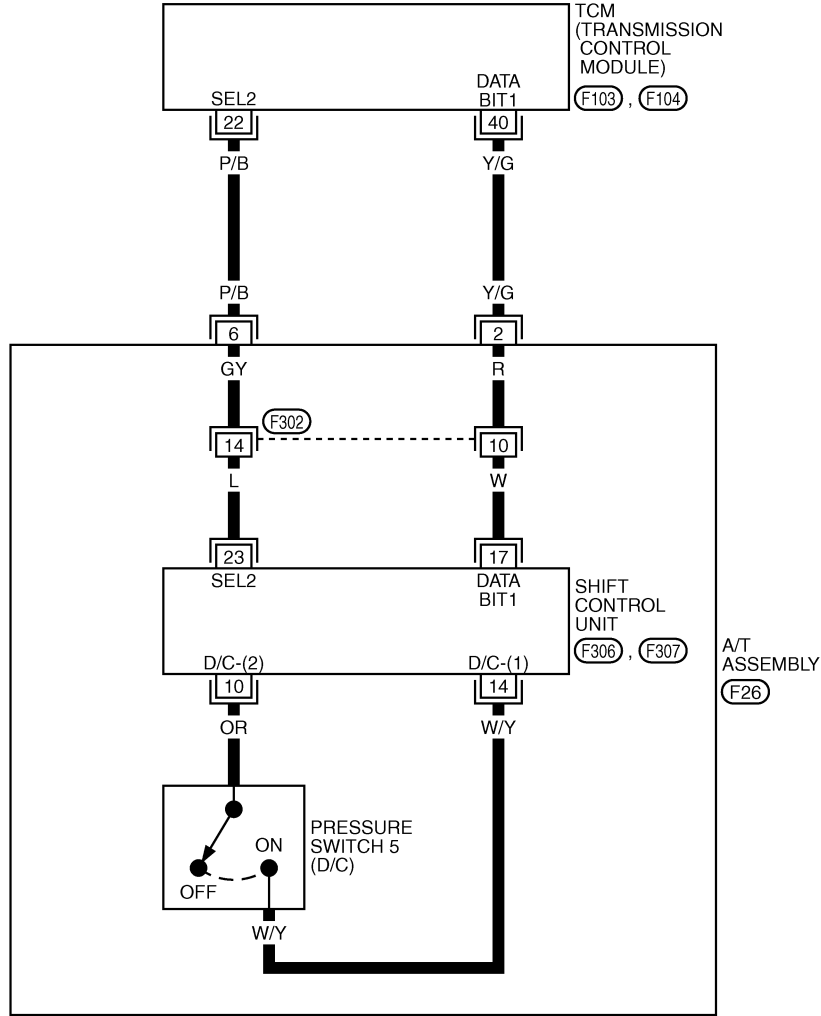 TCM
(TRANSMISSION
CONTROL
MODULE)
F103 , F104
SEL2
DATA
BIT1
22
40
P/B
Y/G
P/B
Y/G
6
2
GY
R
F302
14
10
L
W
23
17
SEL2
DATA
BIT1
SHIFT
CONTROL
UNIT
F306 , F307
D/C-(2)
D/C-(1)
10
14
A/T
ASSEMBLY
F26
OR
W/Y
PRESSURE
SWITCH 5
(D/C)
ON
OFF
W/Y